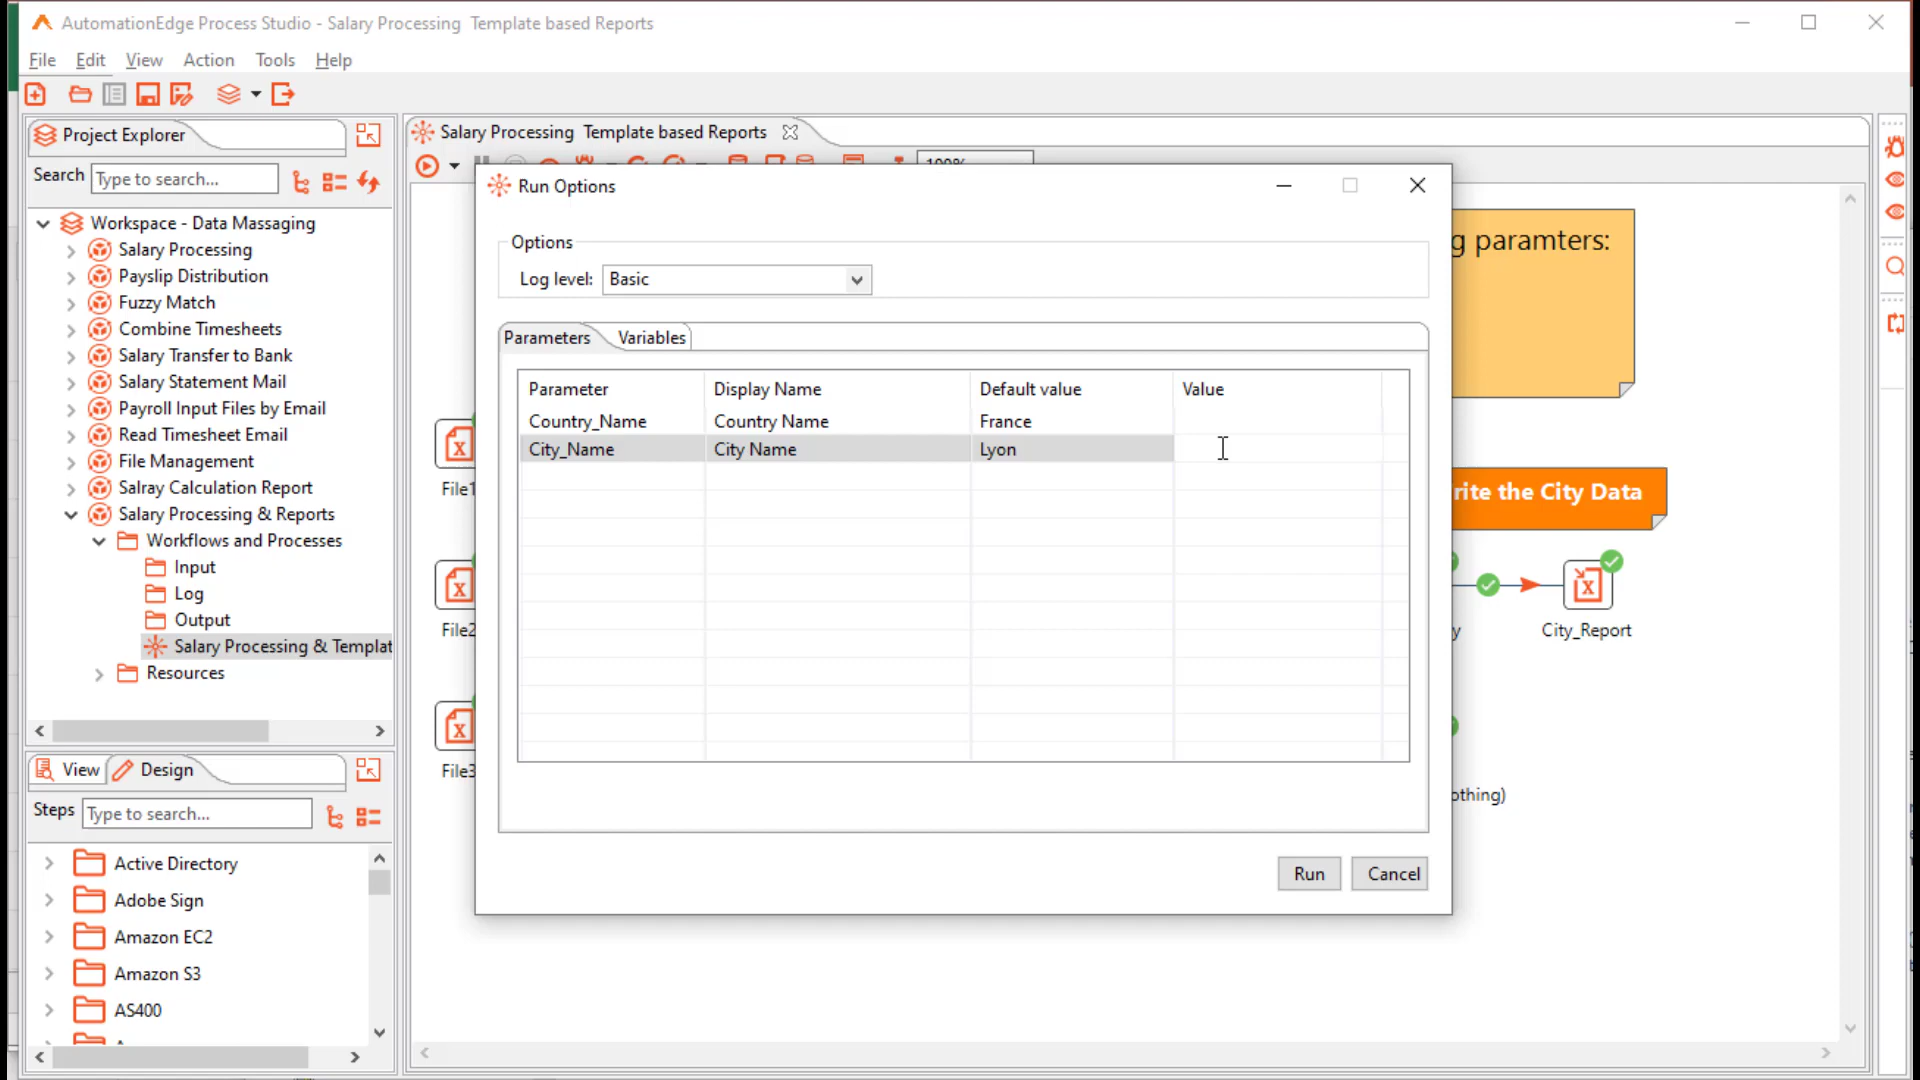 AutomationEdge Process Studio - Salary Processing  Template based Reports
File Edit View Action Tools Help
Project Explorer
Search Type to search...
Workspace - Data Massaging
Salary Processing
Payslip Distribution
Fuzzy Match
Combine Timesheets
Salary Transfer to Bank
Salary Statement Mail
Payroll Input Files by Email
Read Timesheet Email
File Management
Salray Calculation Report
Salary Processing & Reports
Workflows and Processes
Input
Log
Output
Salary Processing & Templat
Resources
View Design
Steps Type to search...
Active Directory
Adobe Sign
Amazon EC2
Amazon S3
AS400
Salary Processing  Template based Reports
100%
Run Options
Options
Log level: Basic
Parameters Variables
Parameter Display Name Default value Value
Country_Name Country Name France
City_Name City Name Lyon
Run Cancel
File1
File2
File3
g paramters:
rite the City Data
y
City_Report
othing)